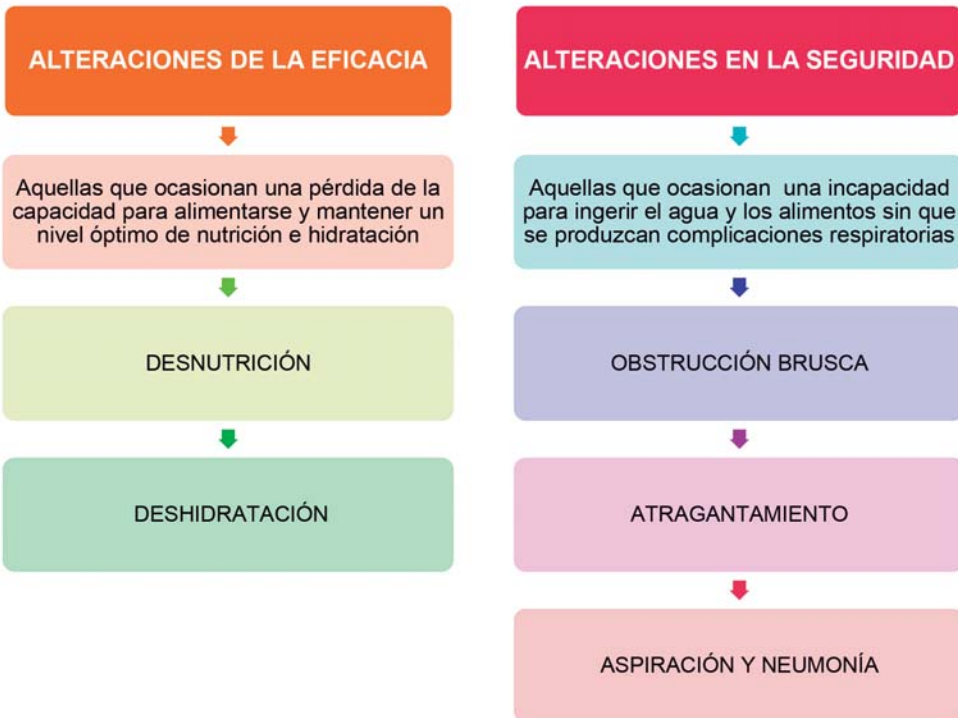 ALTERACIONES DE LA EFICACIA
Aquellas que ocasionan una pérdida de la
capacidad para alimentarse y mantener un
nivel óptimo de nutrición e hidratación
DESNUTRICIÓN
DESHIDRATACIÓN
ALTERACIONES EN LA SEGURIDAD
Aquellas que ocasionan una incapacidad
para ingerir el agua y los alimentos sin que
se produzcan complicaciones respiratorias
OBSTRUCCIÓN BRUSCA
ATRAGANTAMIENTO
ASPIRACIÓN Y NEUMONÍA